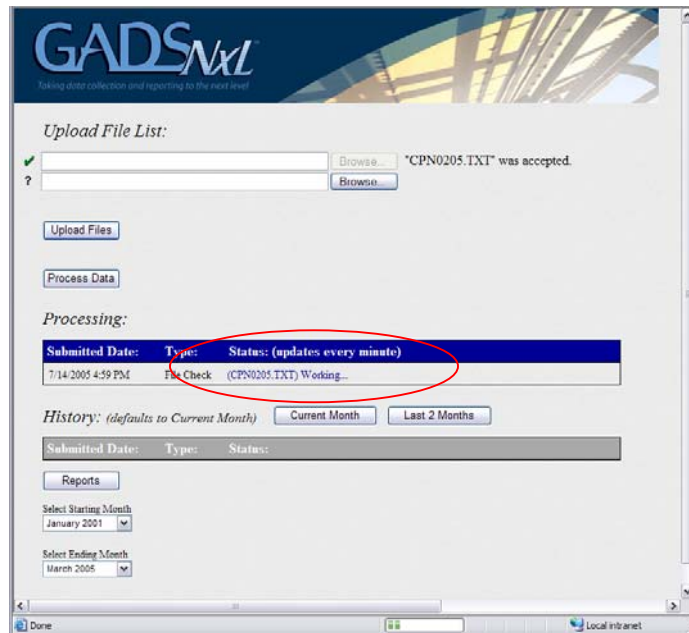 GADSNxL
Taking data collection and reporting to the next level
Upload File List:
✔ Browse... "CPN0205.TXT" was accepted.
? Browse...
Upload Files
Process Data
Processing:
Submitted Date: Type: Status: (updates every minute)
7/14/2005 4:59 PM File Check (CPN0205.TXT) Working...
History: (defaults to Current Month) Current Month Last 2 Months
Submitted Date: Type: Status:
Reports
Select Starting Month
January 2001
Select Ending Month
March 2005
Done Local intranet